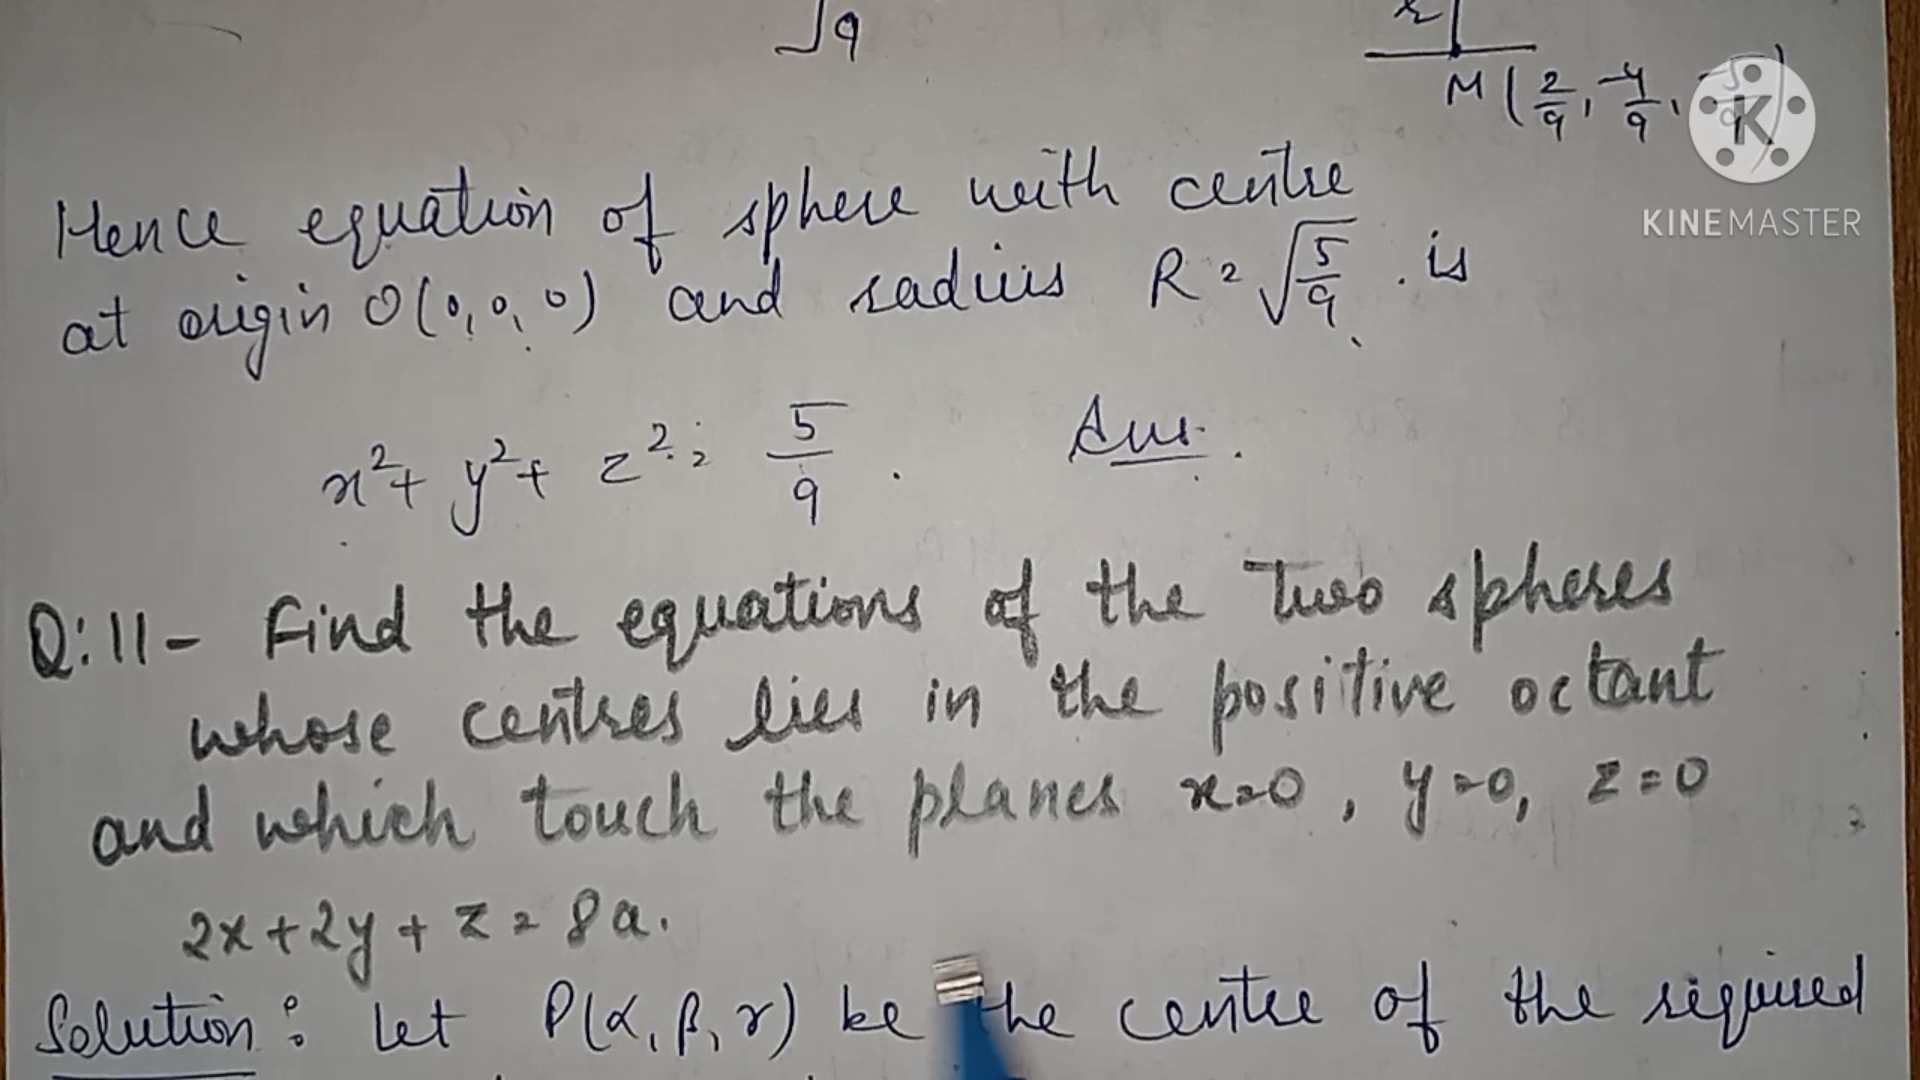 √9
r
M(2/9, -4/9, -5/9)
K
KINEMASTER
Hence equation of sphere with centre
at origin O(0, 0, 0) and radius R = √5/9 . is
x²+ y²+ z² = 5/9 . Ans.
Q:11- Find the equations of the two spheres
whose centres lies in the positive octant
and which touch the planes x=0, y=0, z=0
2x+2y+z=8a.
Solution: Let P(α, β, γ) be the centre of the required